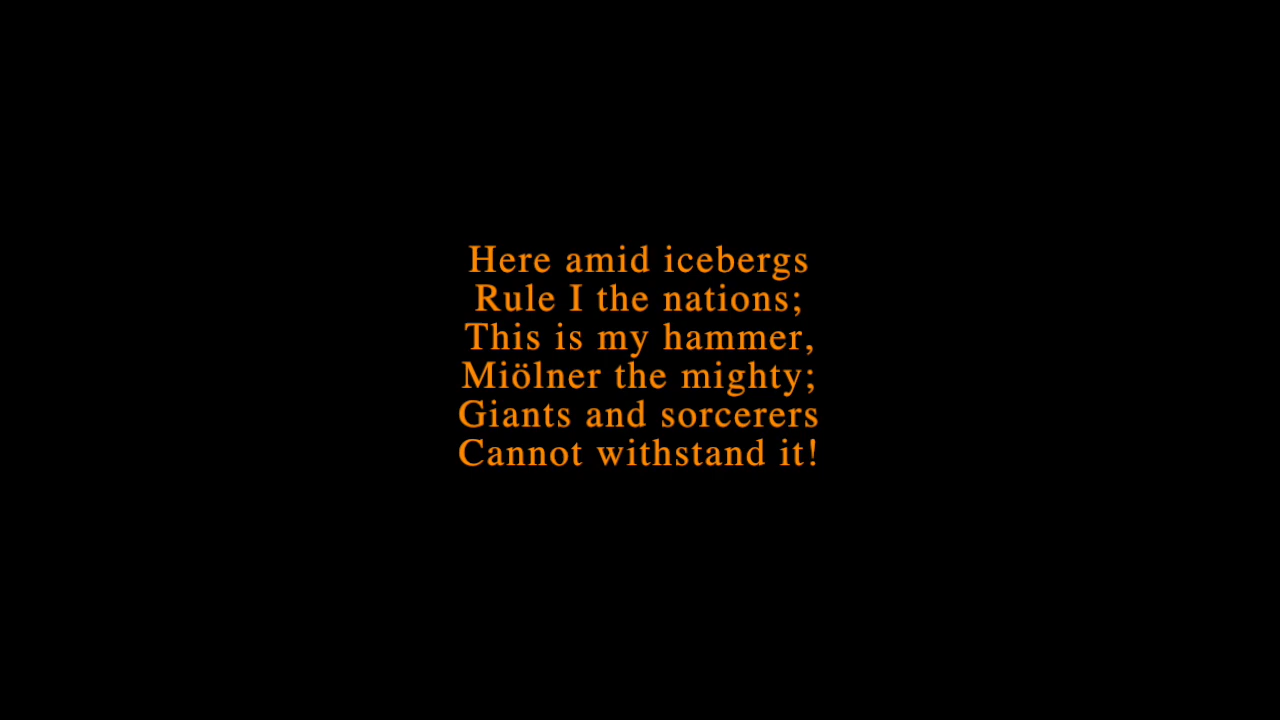 Here amid icebergs
Rule I the nations;
This is my hammer,
Miölner the mighty;
Giants and sorcerers
Cannot withstand it!